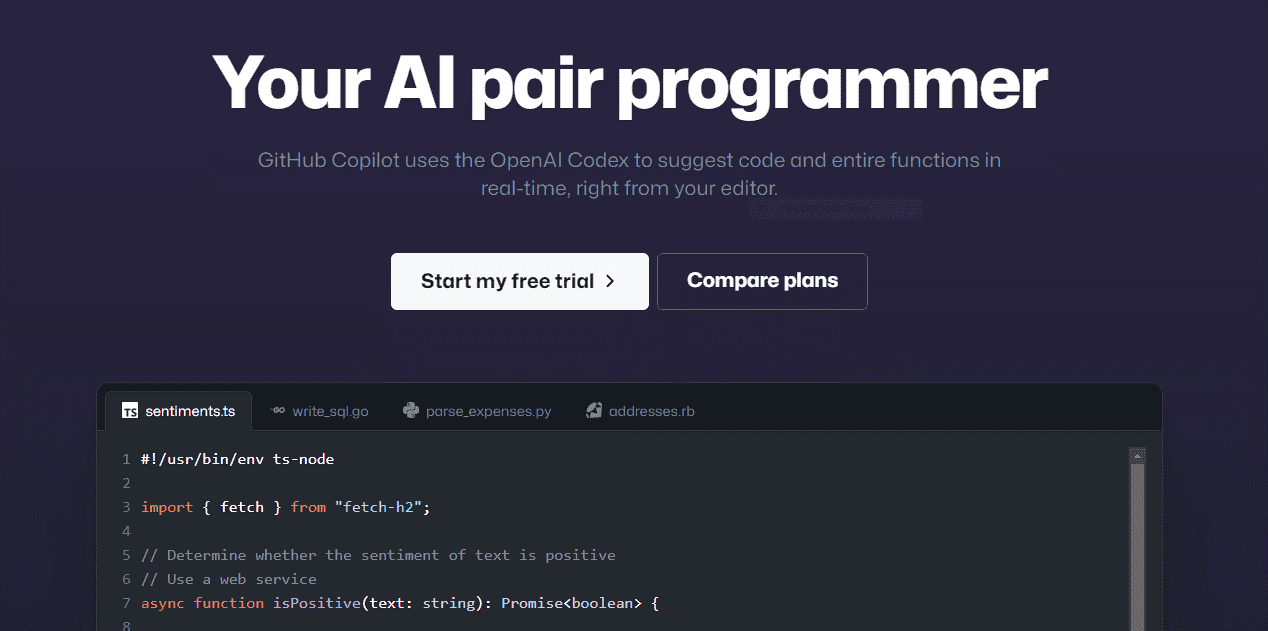 Your AI pair programmer
GitHub Copilot uses the OpenAI Codex to suggest code and entire functions in
real-time, right from your editor.
Start my free trial >
Compare plans
TS sentiments.ts
GO write_sql.go
parse_expenses.py
addresses.rb
1 #!/usr/bin/env ts-node
2
3 import { fetch } from "fetch-h2";
4
5 // Determine whether the sentiment of text is positive
6 // Use a web service
7 async function isPositive(text: string): Promise<boolean> {
8